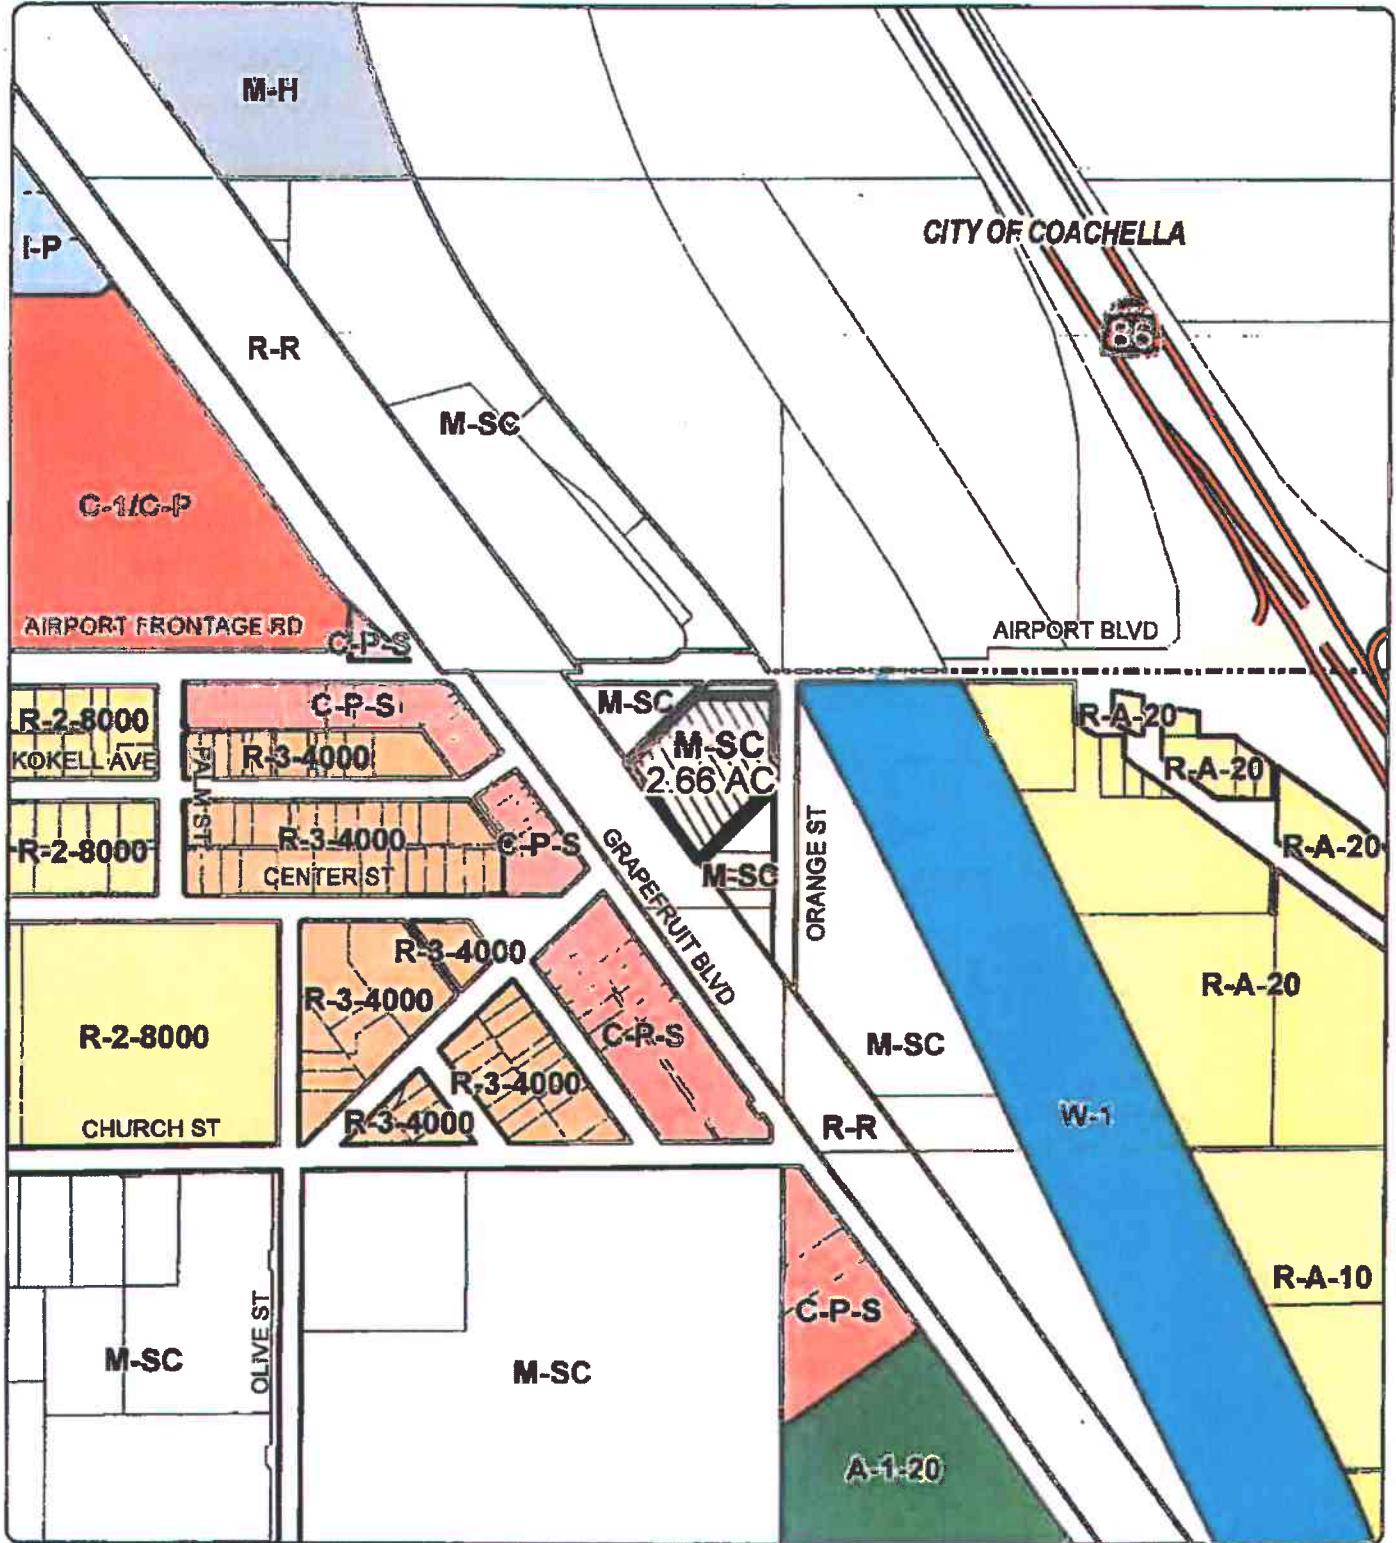 M-H
CITY OF COACHELLA
I-P
86
R-R
M-SC
C-1/C-P
AIRPORT FRONTAGE RD
C-P-S
AIRPORT BLVD
M-SC
C-P-S
R-2-8000
R-A-20
M-SC
2.66 AC
KOKELL AVE
PALM ST
R-3-4000
R-A-20
R-2-8000
R-3-4000
C-P-S
GRAPEFRUIT BLVD
ORANGE ST
R-A-20
CENTER ST
M-SC
R-3-4000
R-3-4000
R-A-20
R-2-8000
C-P-S
M-SC
R-3-4000
R-3-4000
CHURCH ST
R-R
W-1
R-A-10
C-P-S
OLIVE ST
M-SC
M-SC
A-1-20